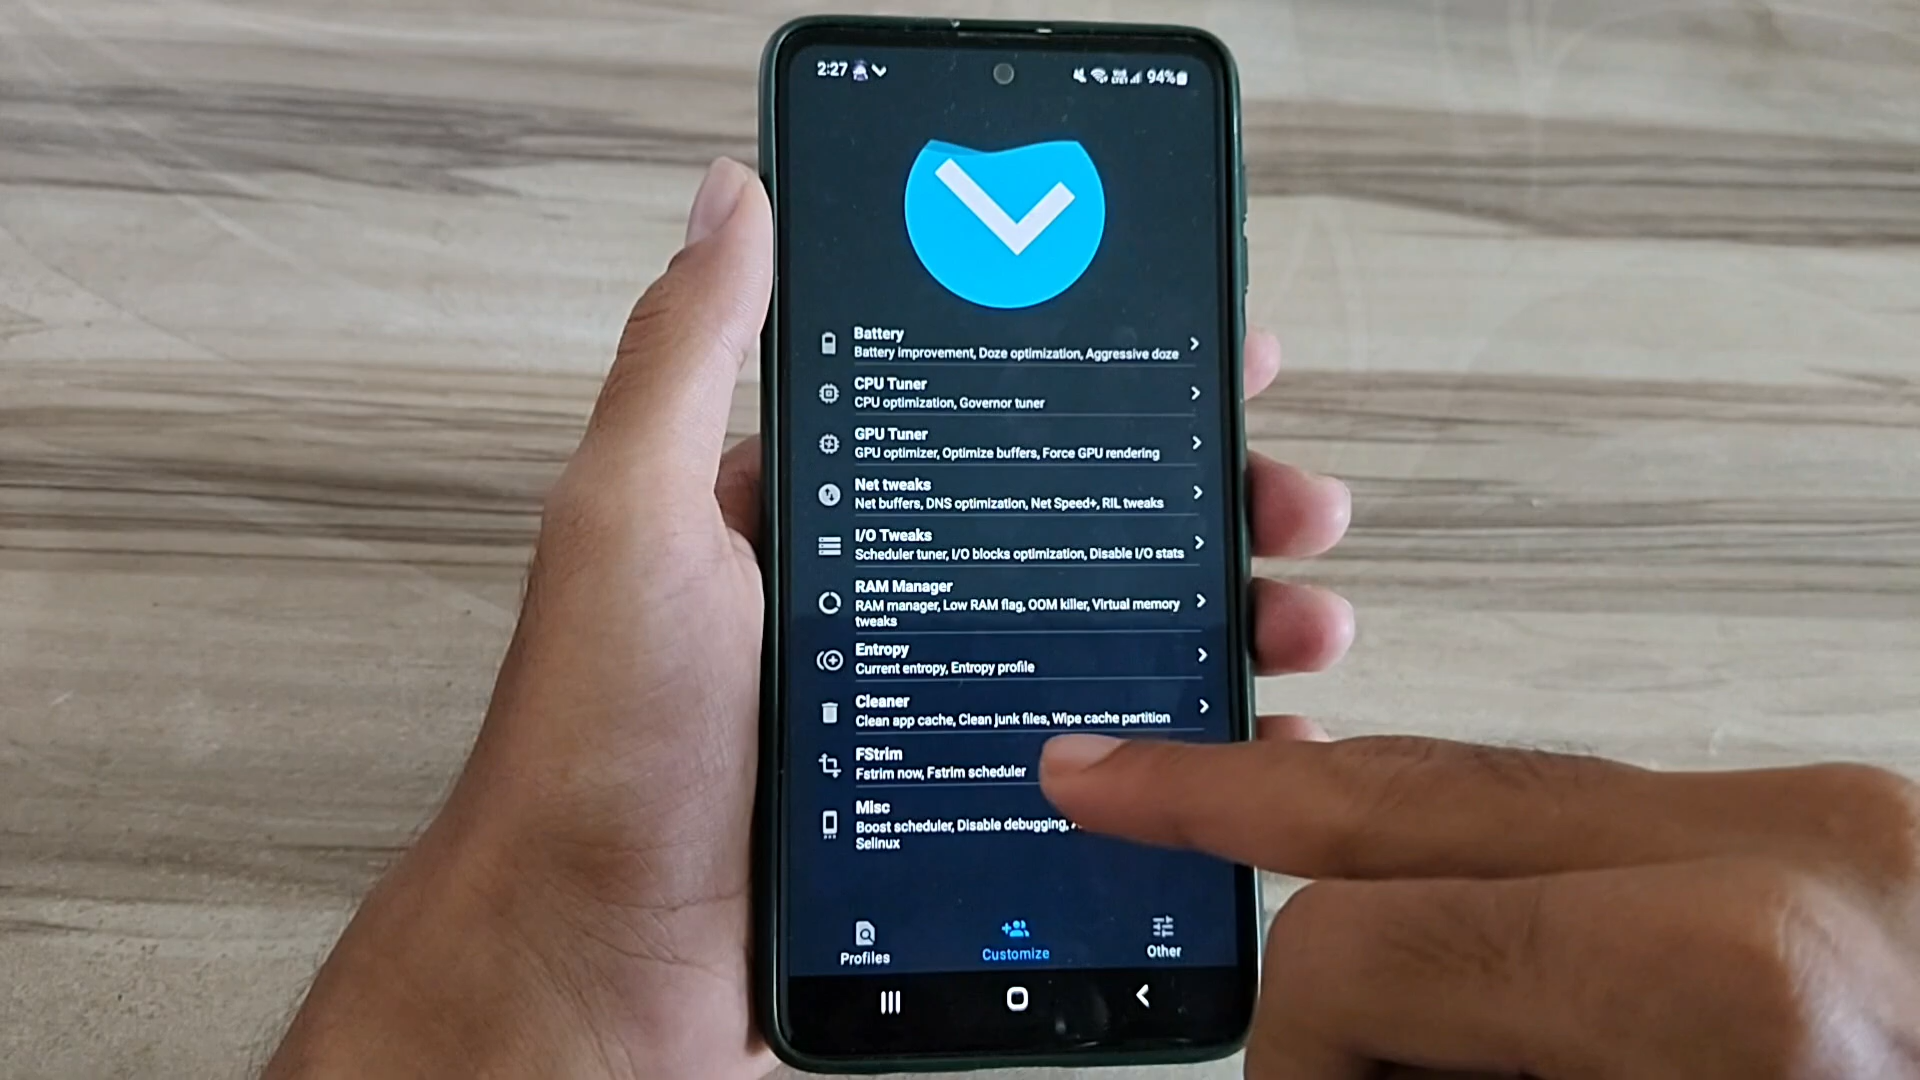 2:27
94%
Battery
Battery improvement, Doze optimization, Aggressive doze
CPU Tuner
CPU optimization, Governor tuner
GPU Tuner
GPU optimizer, Optimize buffers, Force GPU rendering
Net tweaks
Net buffers, DNS optimization, Net Speed+, RIL tweaks
I/O Tweaks
Scheduler tuner, I/O blocks optimization, Disable I/O stats
RAM Manager
RAM manager, Low RAM flag, OOM killer, Virtual memory
tweaks
Entropy
Current entropy, Entropy profile
Cleaner
Clean app cache, Clean junk files, Wipe cache partition
FStrim
Fstrim now, Fstrim scheduler
Misc
Boost scheduler, Disable debugging,
Selinux
Profiles
Customize
Other